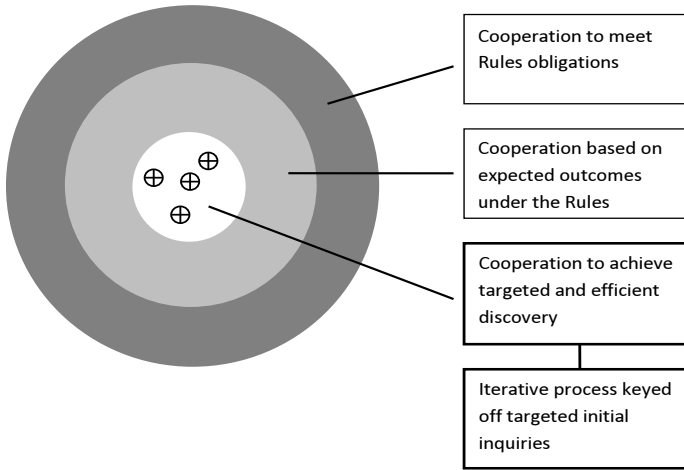 Cooperation to meet
Rules obligations
Cooperation based on
expected outcomes
under the Rules
Cooperation to achieve
targeted and efficient
discovery
Iterative process keyed
off targeted initial
inquiries